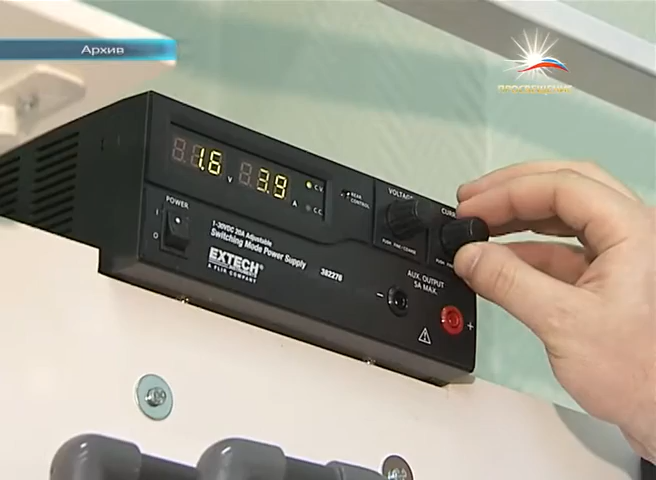 Архив
ПРОСВЕЩЕНИЕ
1.6 V 3.9 A
C.V.
C.C.
REAR
CONTROL
VOLTAGE
POWER
I
O
1-30VDC 20A Adjustable
Switching Mode Power Supply
EXTECH
A FLIR COMPANY
382276
AUX. OUTPUT
5A MAX.
- +